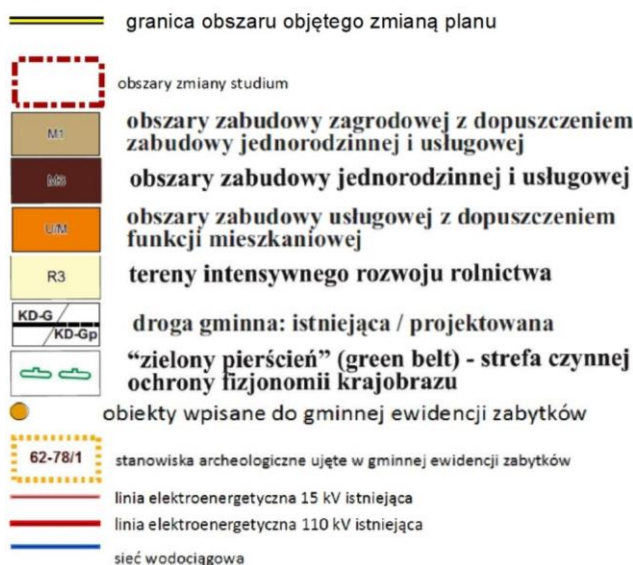 granica obszaru objętego zmianą planu
obszary zmiany studium
M1
obszary zabudowy zagrodowej z dopuszczeniem
zabudowy jednorodzinnej i usługowej
M3
obszary zabudowy jednorodzinnej i usługowej
U/M
obszary zabudowy usługowej z dopuszczeniem
funkcji mieszkaniowej
R3
tereny intensywnego rozwoju rolnictwa
KD-G
KD-Gp
droga gminna: istniejąca / projektowana
“zielony pierścień” (green belt) - strefa czynnej
ochrony fizjonomii krajobrazu
obiekty wpisane do gminnej ewidencji zabytków
62-78/1
stanowiska archeologiczne ujęte w gminnej ewidencji zabytków
linia elektroenergetyczna 15 kV istniejąca
linia elektroenergetyczna 110 kV istniejąca
sieć wodociągowa